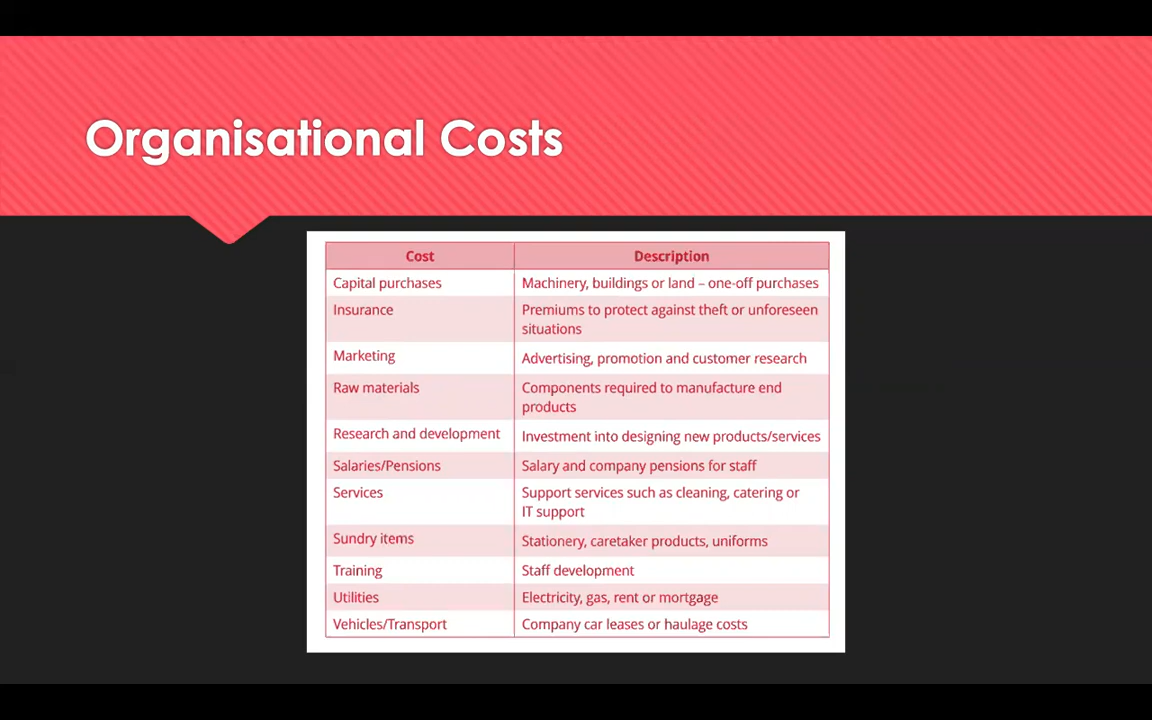 Organisational Costs
Cost Description
Capital purchases Machinery, buildings or land – one-off purchases
Insurance Premiums to protect against theft or unforeseen
situations
Marketing Advertising, promotion and customer research
Raw materials Components required to manufacture end
products
Research and development Investment into designing new products/services
Salaries/Pensions Salary and company pensions for staff
Services Support services such as cleaning, catering or
IT support
Sundry items Stationery, caretaker products, uniforms
Training Staff development
Utilities Electricity, gas, rent or mortgage
Vehicles/Transport Company car leases or haulage costs